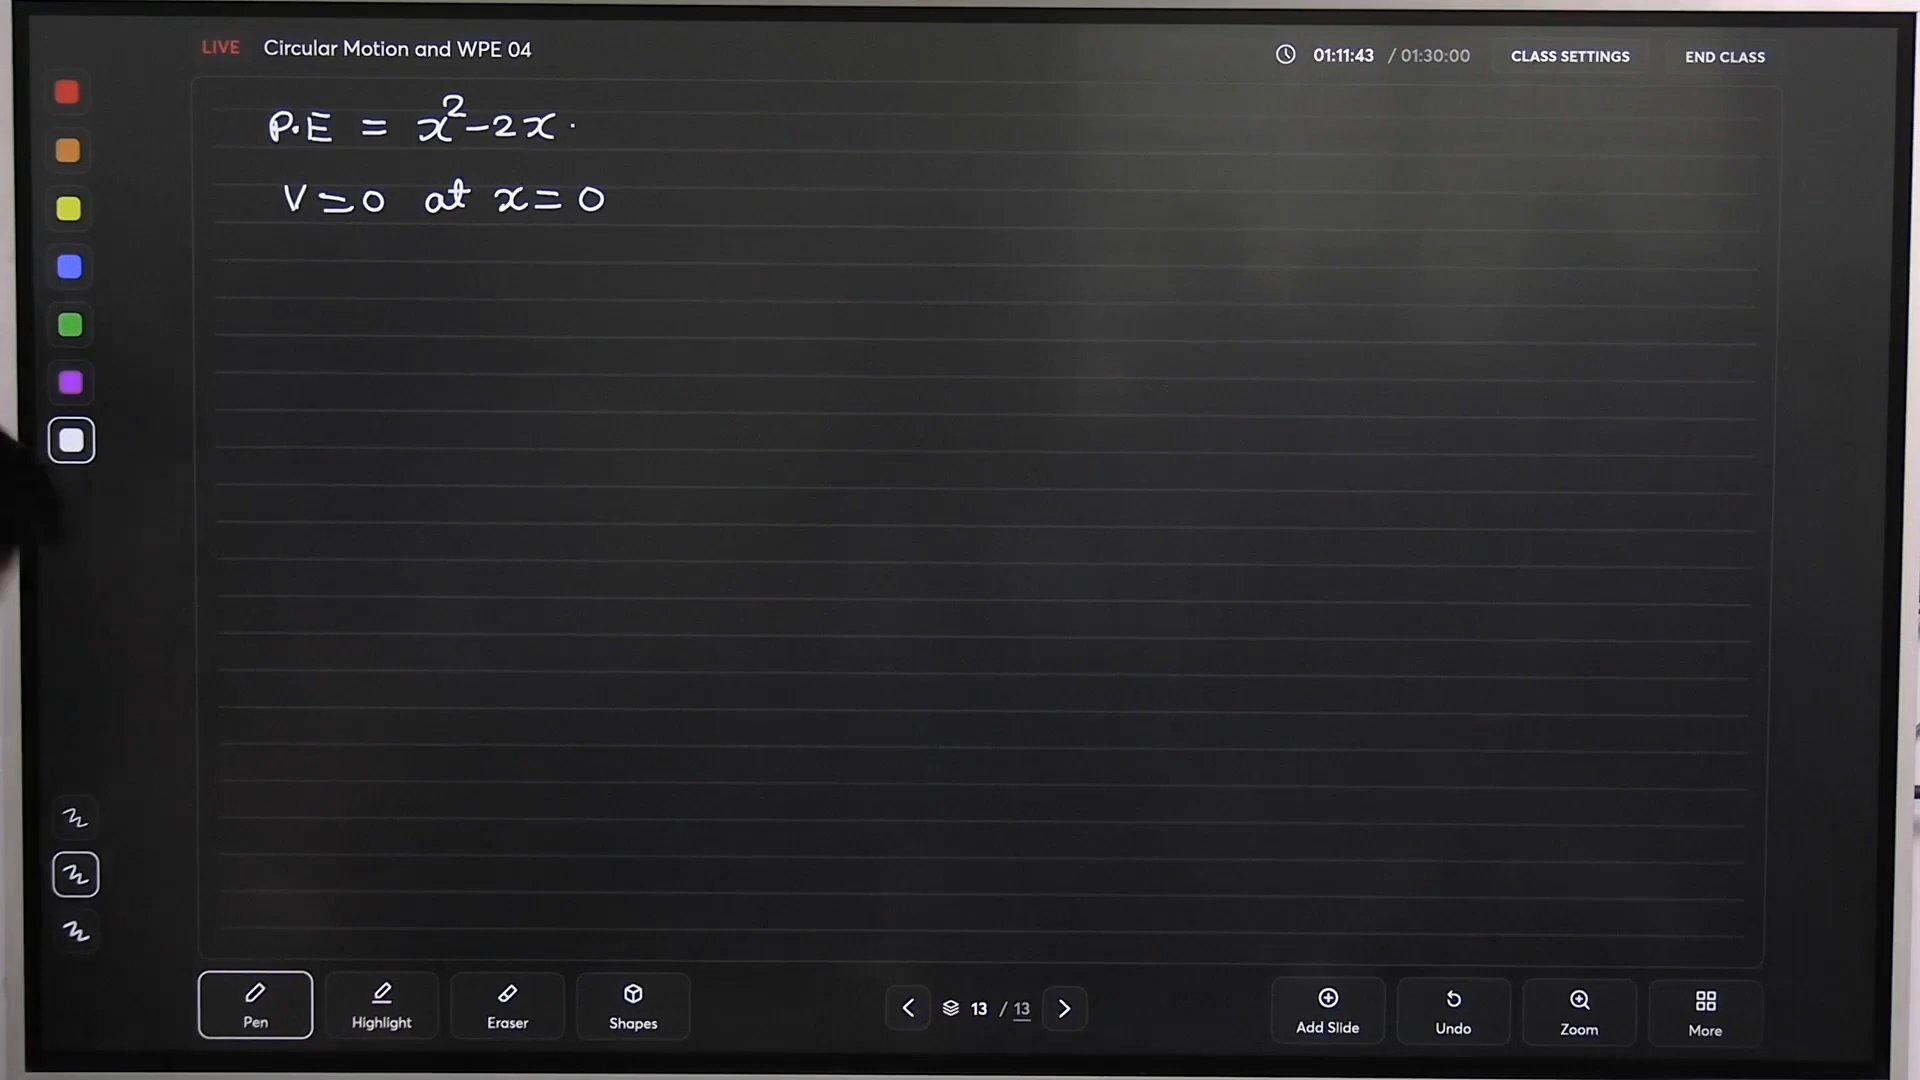 LIVE Circular Motion and WPE 04 01:11:43 / 01:30:00 CLASS SETTINGS END CLASS
P.E = x²-2x .
V=0 at x=0
Pen Highlight Eraser Shapes 13 / 13 Add Slide Undo Zoom More